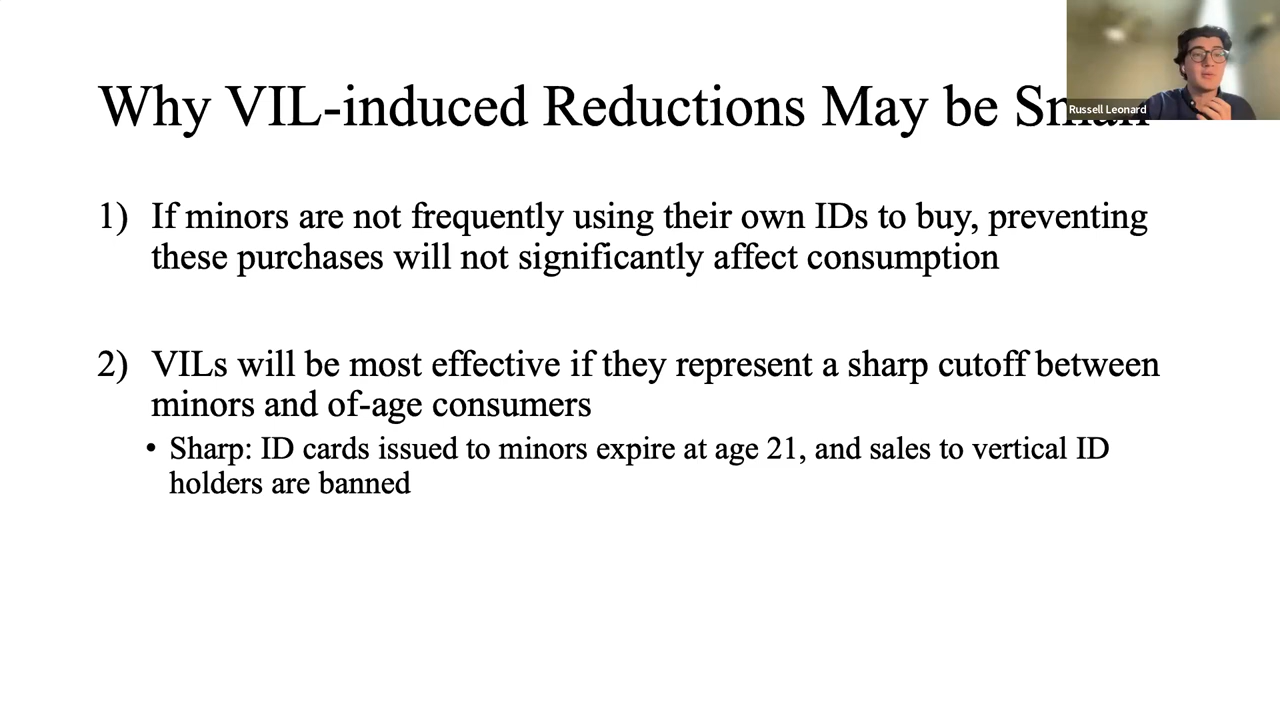 Why VIL-induced Reductions May be
Russell Leonard
1) If minors are not frequently using their own IDs to buy, preventing
these purchases will not significantly affect consumption
2) VILs will be most effective if they represent a sharp cutoff between
minors and of-age consumers
• Sharp: ID cards issued to minors expire at age 21, and sales to vertical ID
holders are banned